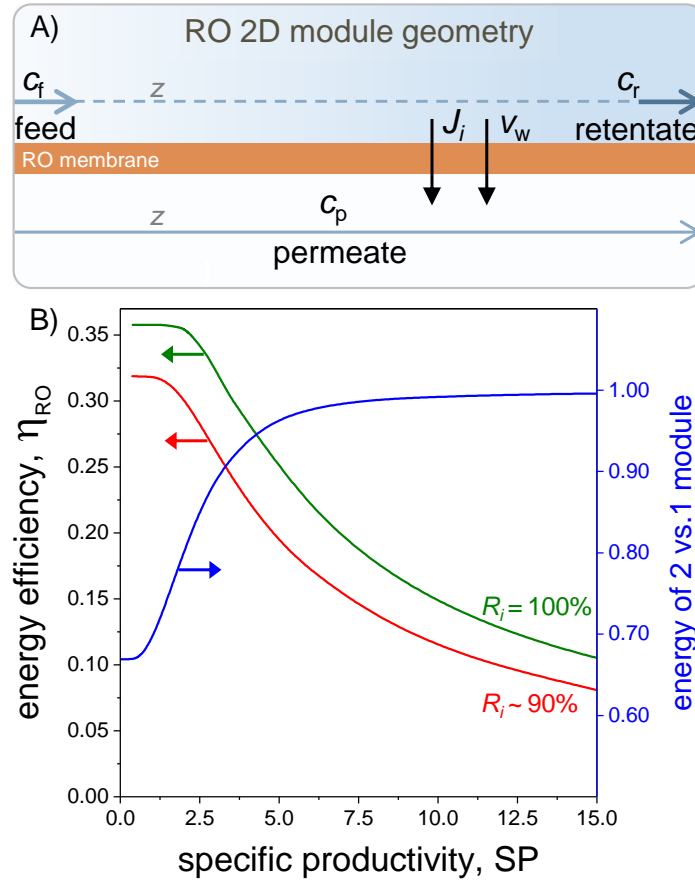 A)
RO 2D module geometry
c_f z c_r
feed J_i v_w retentate
RO membrane
c_p
z
permeate
B)
energy efficiency, η_RO
0.35
0.30
0.25
0.20
0.15
0.10
0.05
0.00
1.00
0.90
0.80
0.70
0.60
energy of 2 vs.1 module
R_i = 100%
R_i ~ 90%
0.0 2.5 5.0 7.5 10.0 12.5 15.0
specific productivity, SP